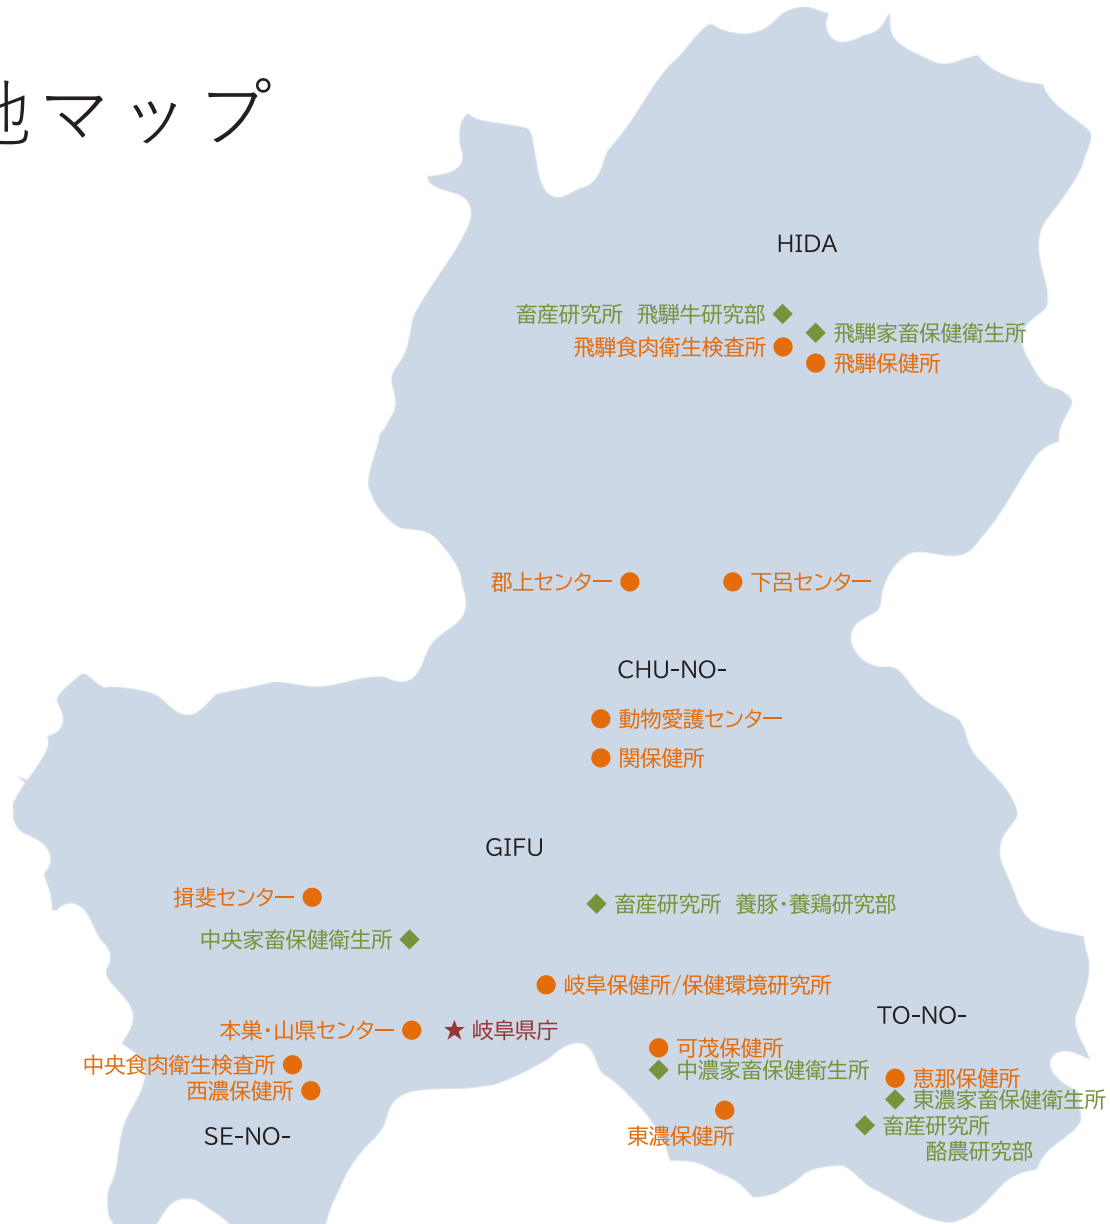 地マップ
HIDA
畜産研究所　飛騨牛研究部
飛騨家畜保健衛生所
飛騨食肉衛生検査所
飛騨保健所
郡上センター
下呂センター
CHU-NO-
動物愛護センター
関保健所
GIFU
揖斐センター
畜産研究所　養豚・養鶏研究部
中央家畜保健衛生所
岐阜保健所/保健環境研究所
TO-NO-
本巣・山県センター
岐阜県庁
可茂保健所
中央食肉衛生検査所
中濃家畜保健衛生所
恵那保健所
西濃保健所
東濃家畜保健衛生所
畜産研究所
酪農研究部
東濃保健所
SE-NO-